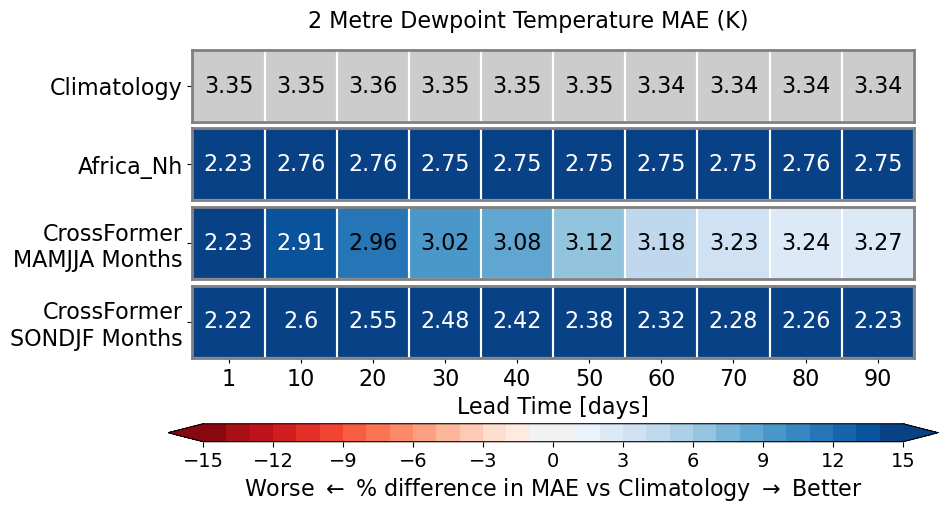 2 Metre Dewpoint Temperature MAE (K)
Climatology 3.35 3.35 3.36 3.35 3.35 3.35 3.34 3.34 3.34 3.34
Africa_Nh 2.23 2.76 2.76 2.75 2.75 2.75 2.75 2.75 2.76 2.75
CrossFormer
MAMJJA Months 2.23 2.91 2.96 3.02 3.08 3.12 3.18 3.23 3.24 3.27
CrossFormer
SONDJF Months 2.22 2.6 2.55 2.48 2.42 2.38 2.32 2.28 2.26 2.23
1 10 20 30 40 50 60 70 80 90
Lead Time [days]
−15 −12 −9 −6 −3 0 3 6 9 12 15
Worse ← % difference in MAE vs Climatology → Better